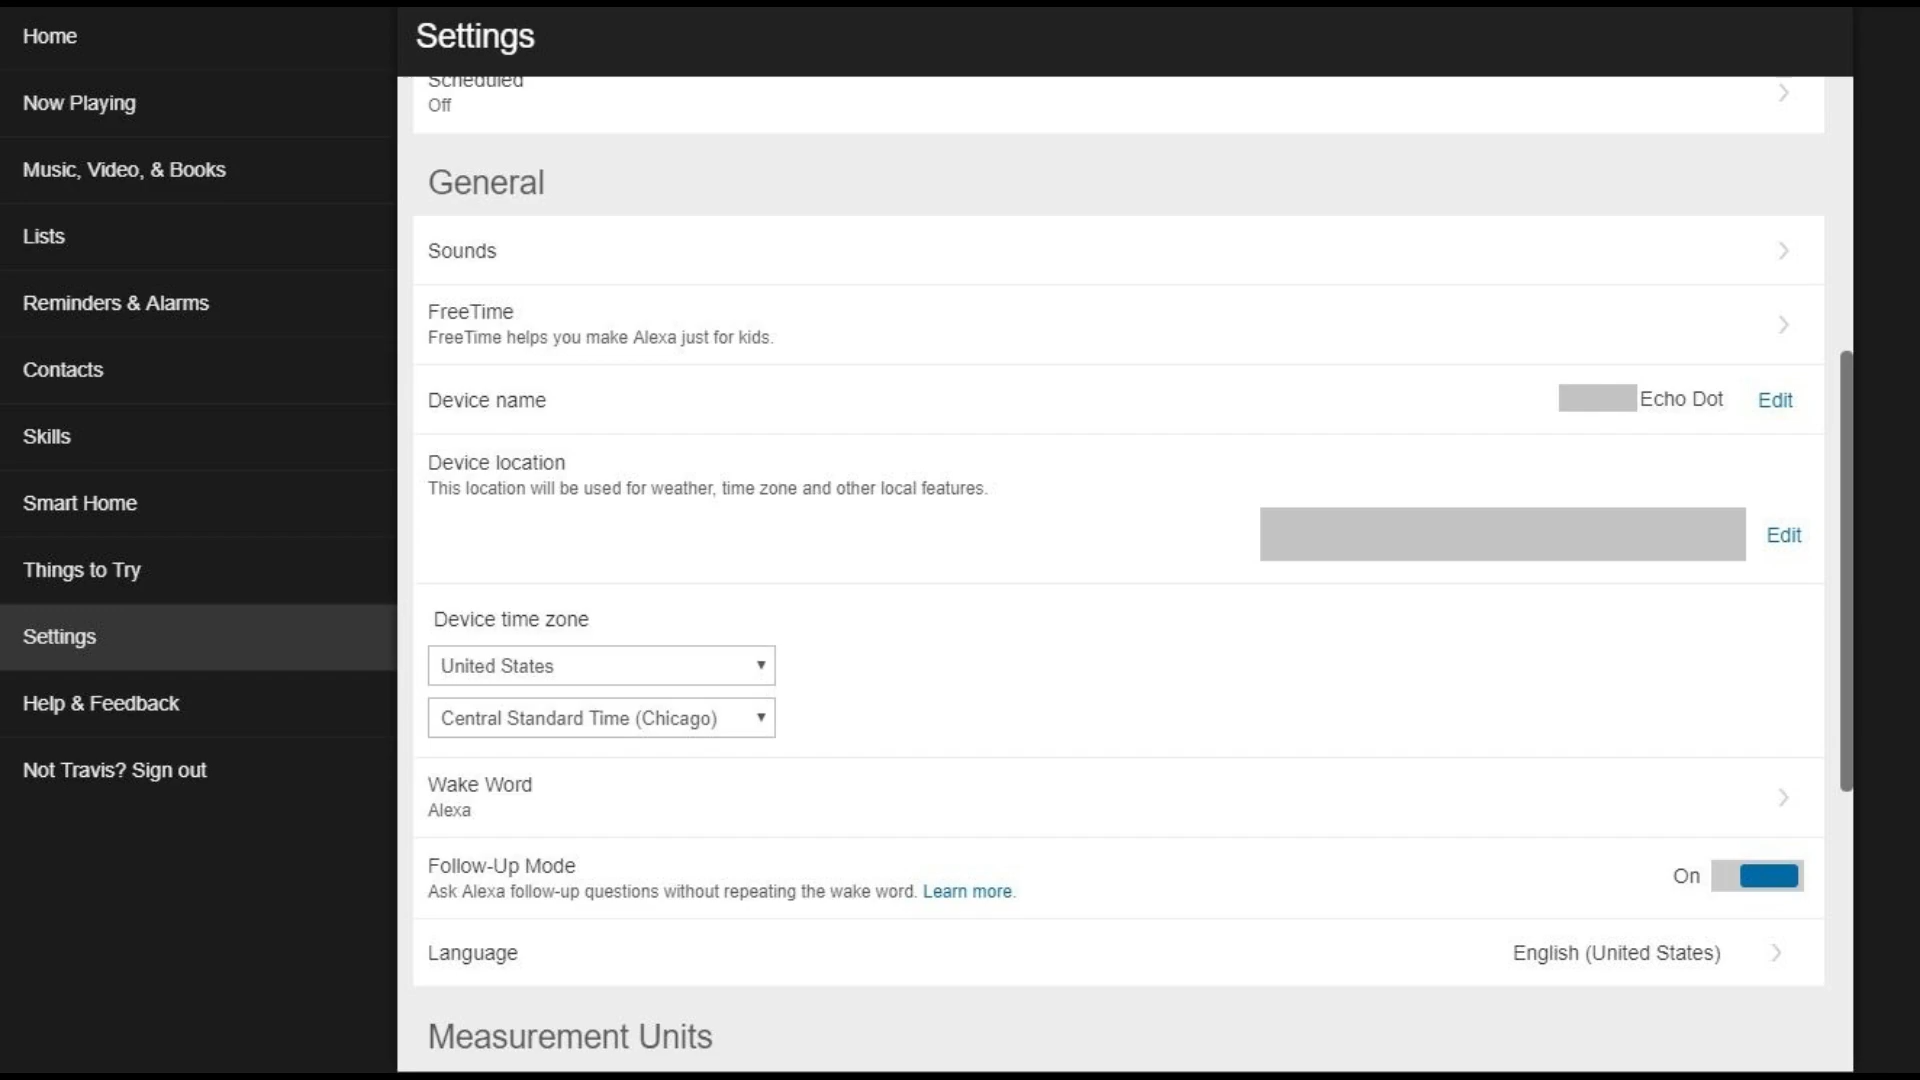 Home
Now Playing
Music, Video, & Books
Lists
Reminders & Alarms
Contacts
Skills
Smart Home
Things to Try
Settings
Help & Feedback
Not Travis? Sign out
Settings
Scheduled
Off
General
Sounds
FreeTime
FreeTime helps you make Alexa just for kids.
Device name
Echo Dot Edit
Device location
This location will be used for weather, time zone and other local features.
Edit
Device time zone
United States
Central Standard Time (Chicago)
Wake Word
Alexa
Follow-Up Mode
Ask Alexa follow-up questions without repeating the wake word. Learn more.
On
Language
English (United States)
Measurement Units